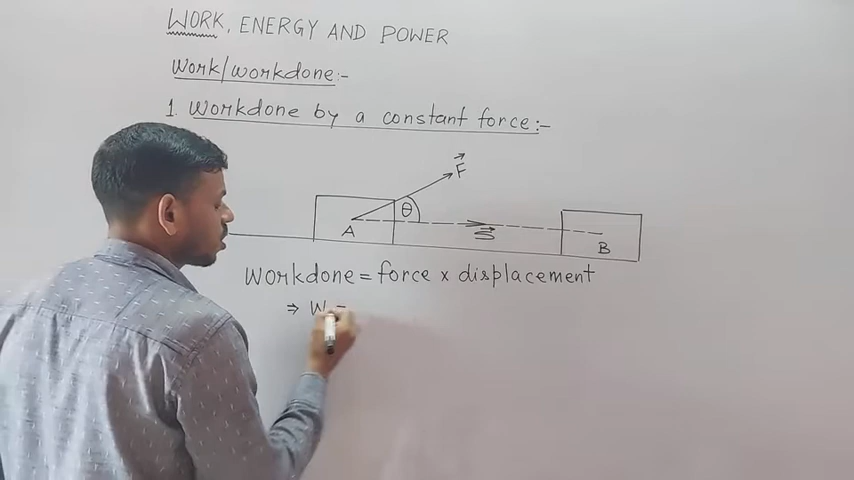 WORK, ENERGY AND POWER
Work/workdone:-
1. Workdone by a constant force:-
F
θ
A
S
B
Workdone = force x displacement
⇒ W =